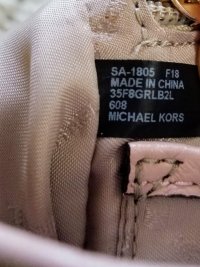 SA-1805 F18
MADE IN CHINA
35F8GRLB2L
608
MICHAEL KORS